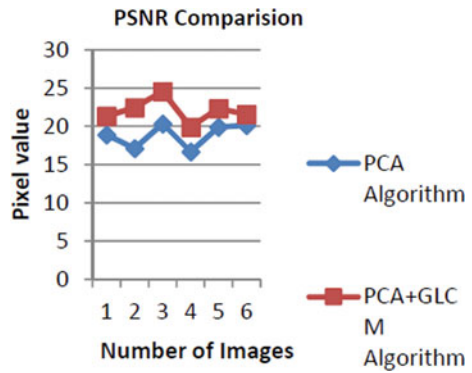 PSNR Comparision
Pixel value
30
25
20
15
10
5
0
1 2 3 4 5 6
Number of Images
PCA
Algorithm
PCA+GLC
M
Algorithm